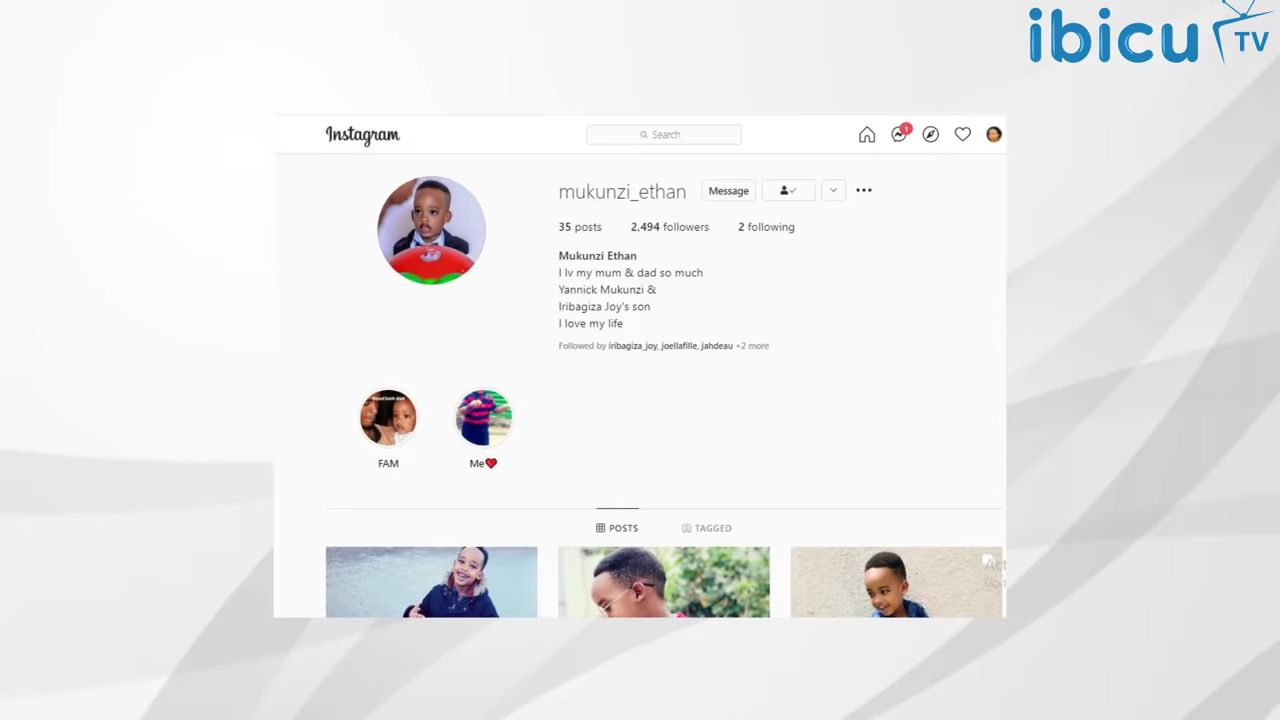 ibicu TV
Instagram
Search
1
mukunzi_ethan
Message
35 posts 2,494 followers 2 following
Mukunzi Ethan
I lv my mum & dad so much
Yannick Mukunzi &
Iribagiza Joy's son
I love my life
Followed by iribagiza_joy, joellafille, jahdeau +2 more
FAM
Me❤️
POSTS
TAGGED